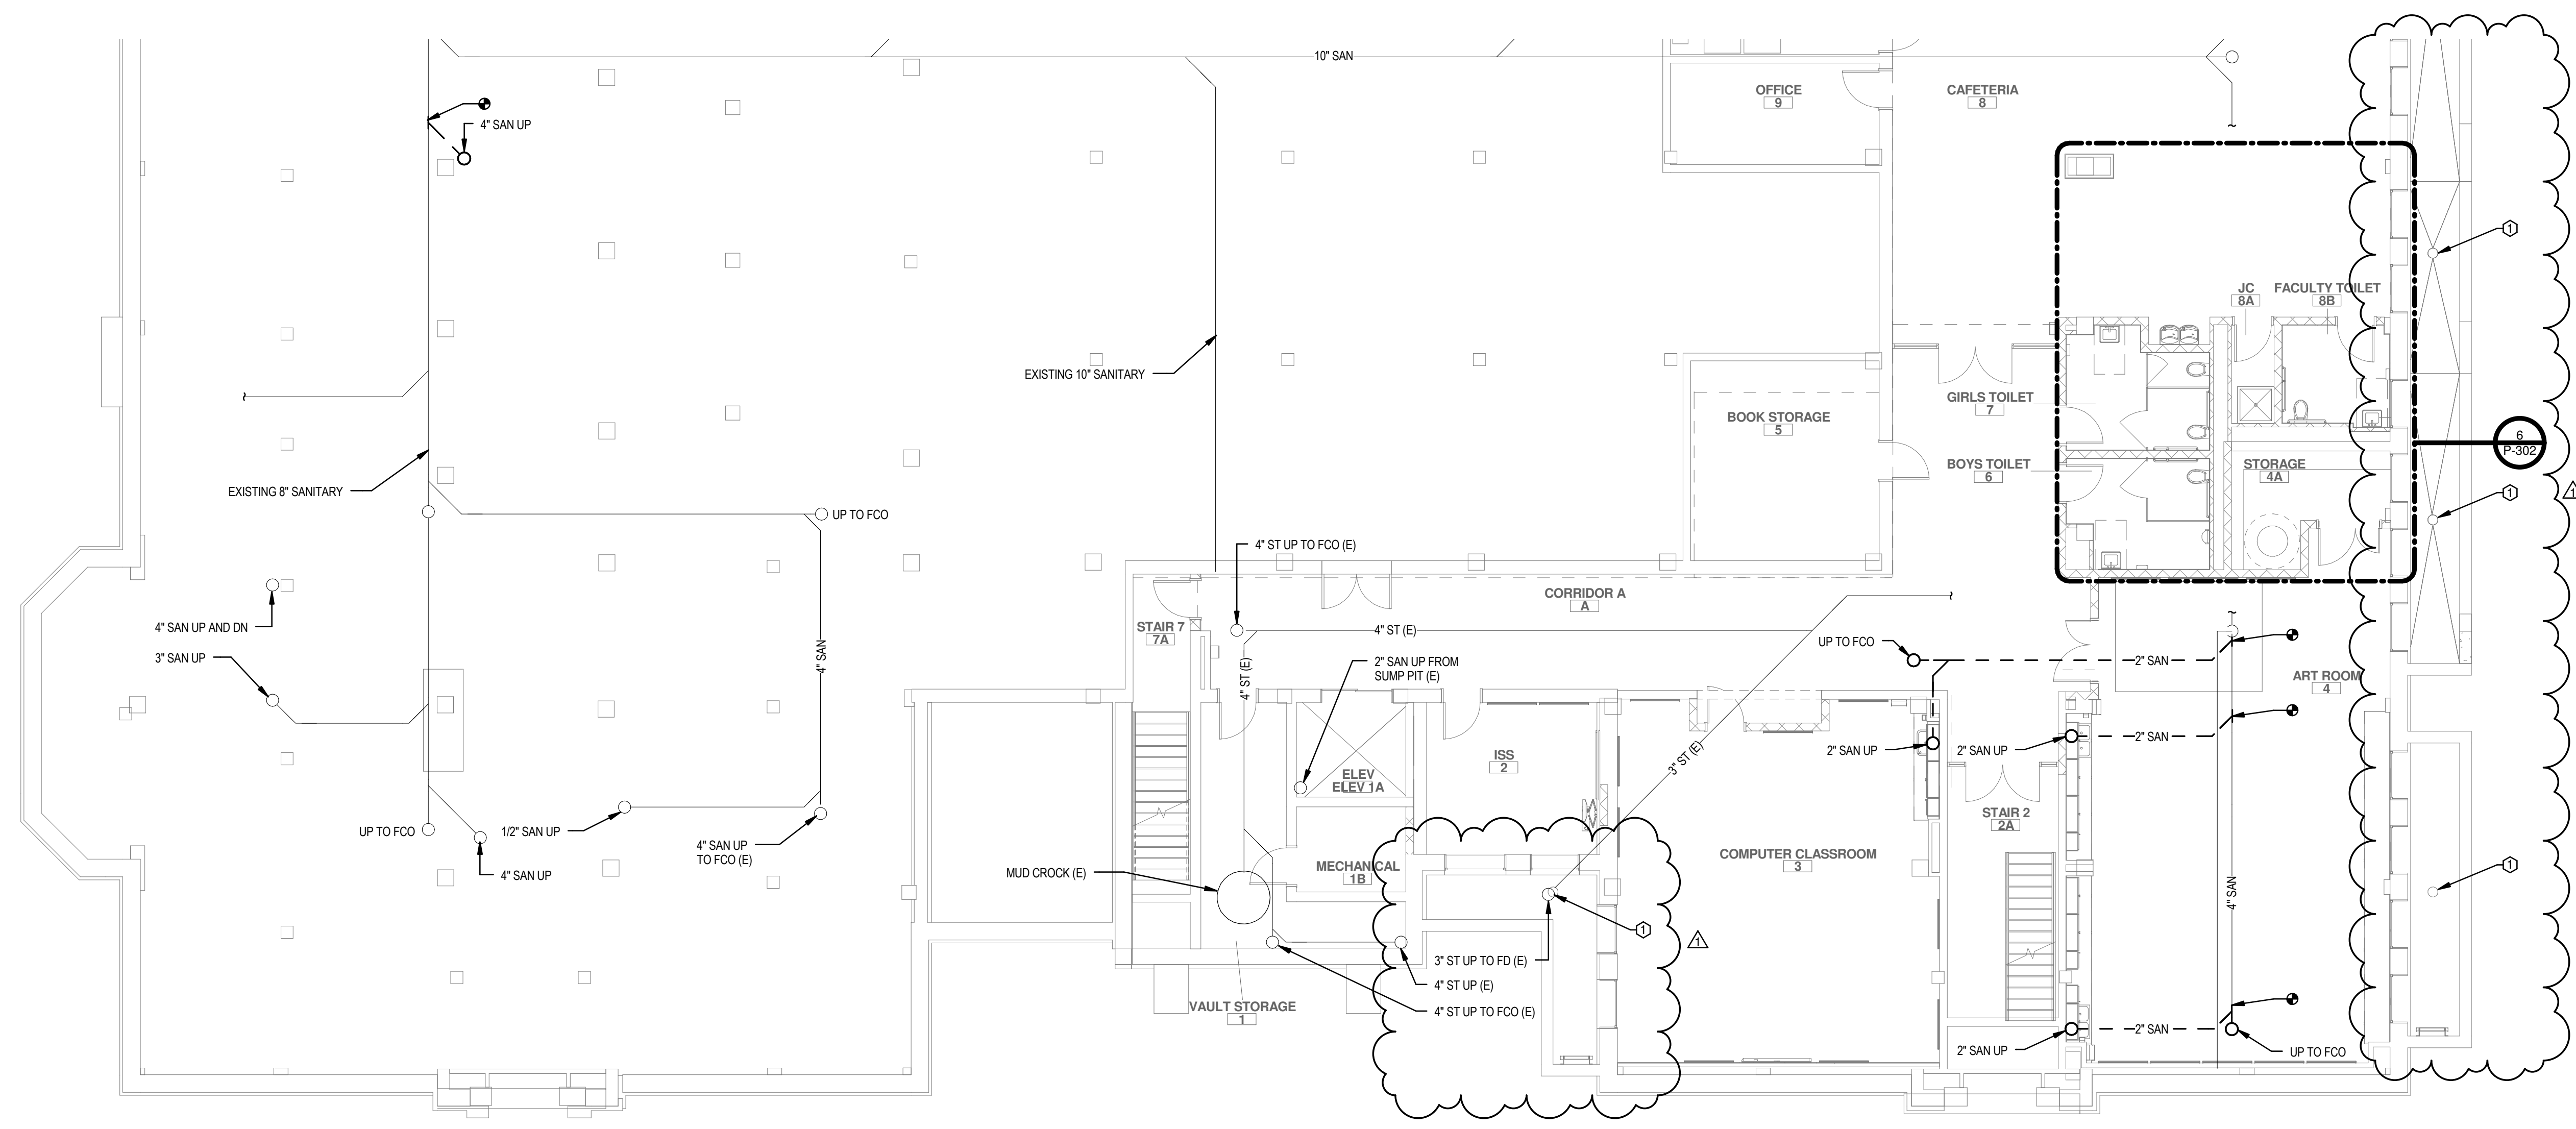 10" SAN
OFFICE
9
CAFETERIA
8
4" SAN UP
1
JC
8A
FACULTY TOILET
8B
EXISTING 10" SANITARY
GIRLS TOILET
7
BOOK STORAGE
5
6
P-302
BOYS TOILET
6
STORAGE
4A
EXISTING 8" SANITARY
1
1
UP TO FCO
4" ST UP TO FCO (E)
CORRIDOR A
A
4" SAN UP AND DN
STAIR 7
7A
4" ST (E)
UP TO FCO
3" SAN UP
4" SAN
4" ST (E)
2" SAN UP FROM
SUMP PIT (E)
2" SAN
ART ROOM
4
2" SAN UP
2" SAN UP
2" SAN
3" ST (E)
ISS
2
ELEV
ELEV 1A
STAIR 2
2A
UP TO FCO
1/2" SAN UP
4" SAN UP
TO FCO (E)
4" SAN UP
MUD CROCK (E)
MECHANICAL
1B
COMPUTER CLASSROOM
3
1
4" SAN
1
1
3" ST UP TO FD (E)
4" ST UP (E)
VAULT STORAGE
1
4" ST UP TO FCO (E)
2" SAN
2" SAN UP
UP TO FCO